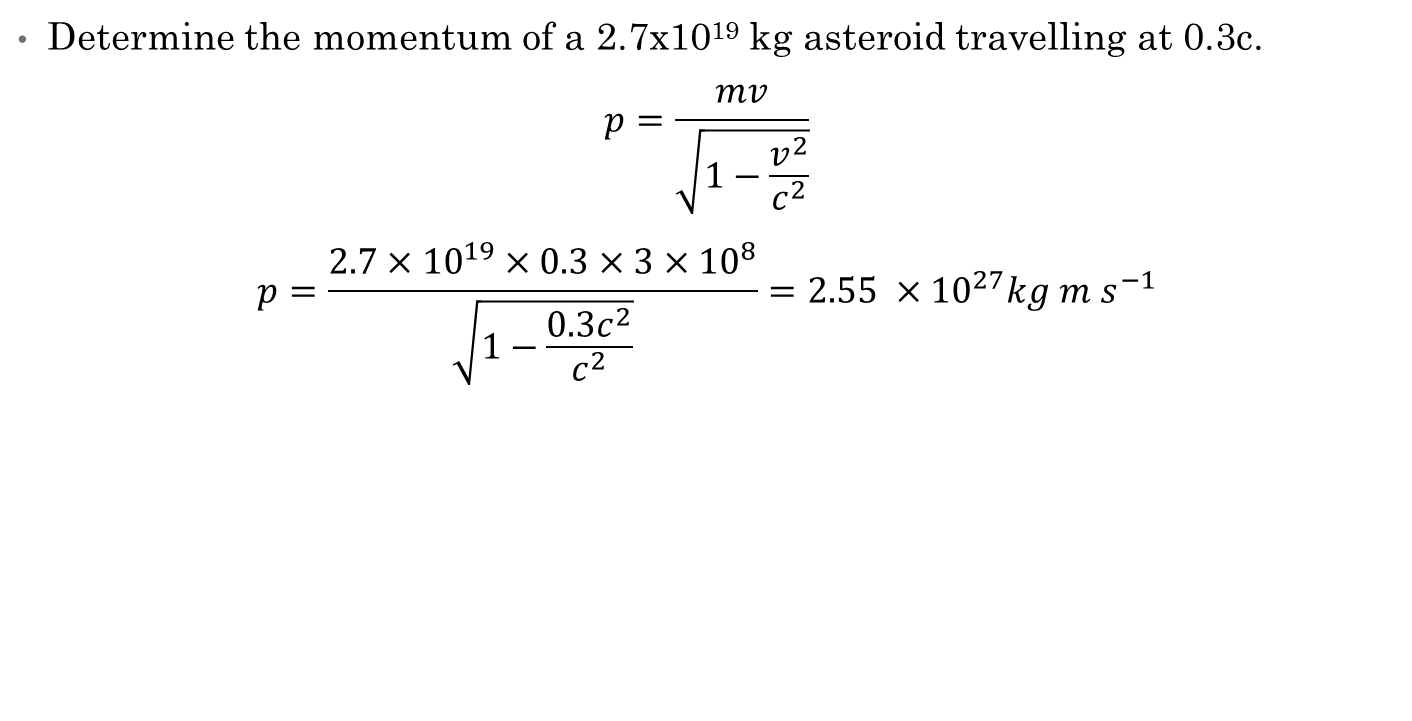 • Determine the momentum of a 2.7x10¹⁹ kg asteroid travelling at 0.3c.
p = mv / √(1 − v²/c²)
p = 2.7 × 10¹⁹ × 0.3 × 3 × 10⁸ / √(1 − 0.3c²/c²) = 2.55 × 10²⁷ kg m s⁻¹